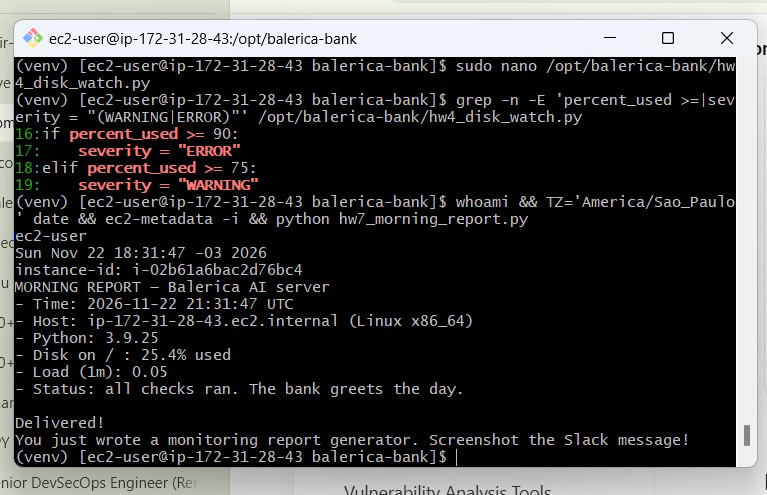 ec2-user@ip-172-31-28-43:/opt/balerica-bank
(venv) [ec2-user@ip-172-31-28-43 balerica-bank]$ sudo nano /opt/balerica-bank/hw
4_disk_watch.py
(venv) [ec2-user@ip-172-31-28-43 balerica-bank]$ grep -n -E 'percent_used >=|sev
erity = "(WARNING|ERROR)"' /opt/balerica-bank/hw4_disk_watch.py
16:if percent_used >= 90:
17:    severity = "ERROR"
18:elif percent_used >= 75:
19:    severity = "WARNING"
(venv) [ec2-user@ip-172-31-28-43 balerica-bank]$ whoami && TZ='America/Sao_Paulo
' date && ec2-metadata -i && python hw7_morning_report.py
ec2-user
Sun Nov 22 18:31:47 -03 2026
instance-id: i-02b61a6bac2d76bc4
MORNING REPORT — Balerica AI server
- Time: 2026-11-22 21:31:47 UTC
- Host: ip-172-31-28-43.ec2.internal (Linux x86_64)
- Python: 3.9.25
- Disk on / : 25.4% used
- Load (1m): 0.05
- Status: all checks ran. The bank greets the day.
Delivered!
You just wrote a monitoring report generator. Screenshot the Slack message!
(venv) [ec2-user@ip-172-31-28-43 balerica-bank]$
enior DevSecOps Engineer (Rer
Vulnerability Analysis Tools